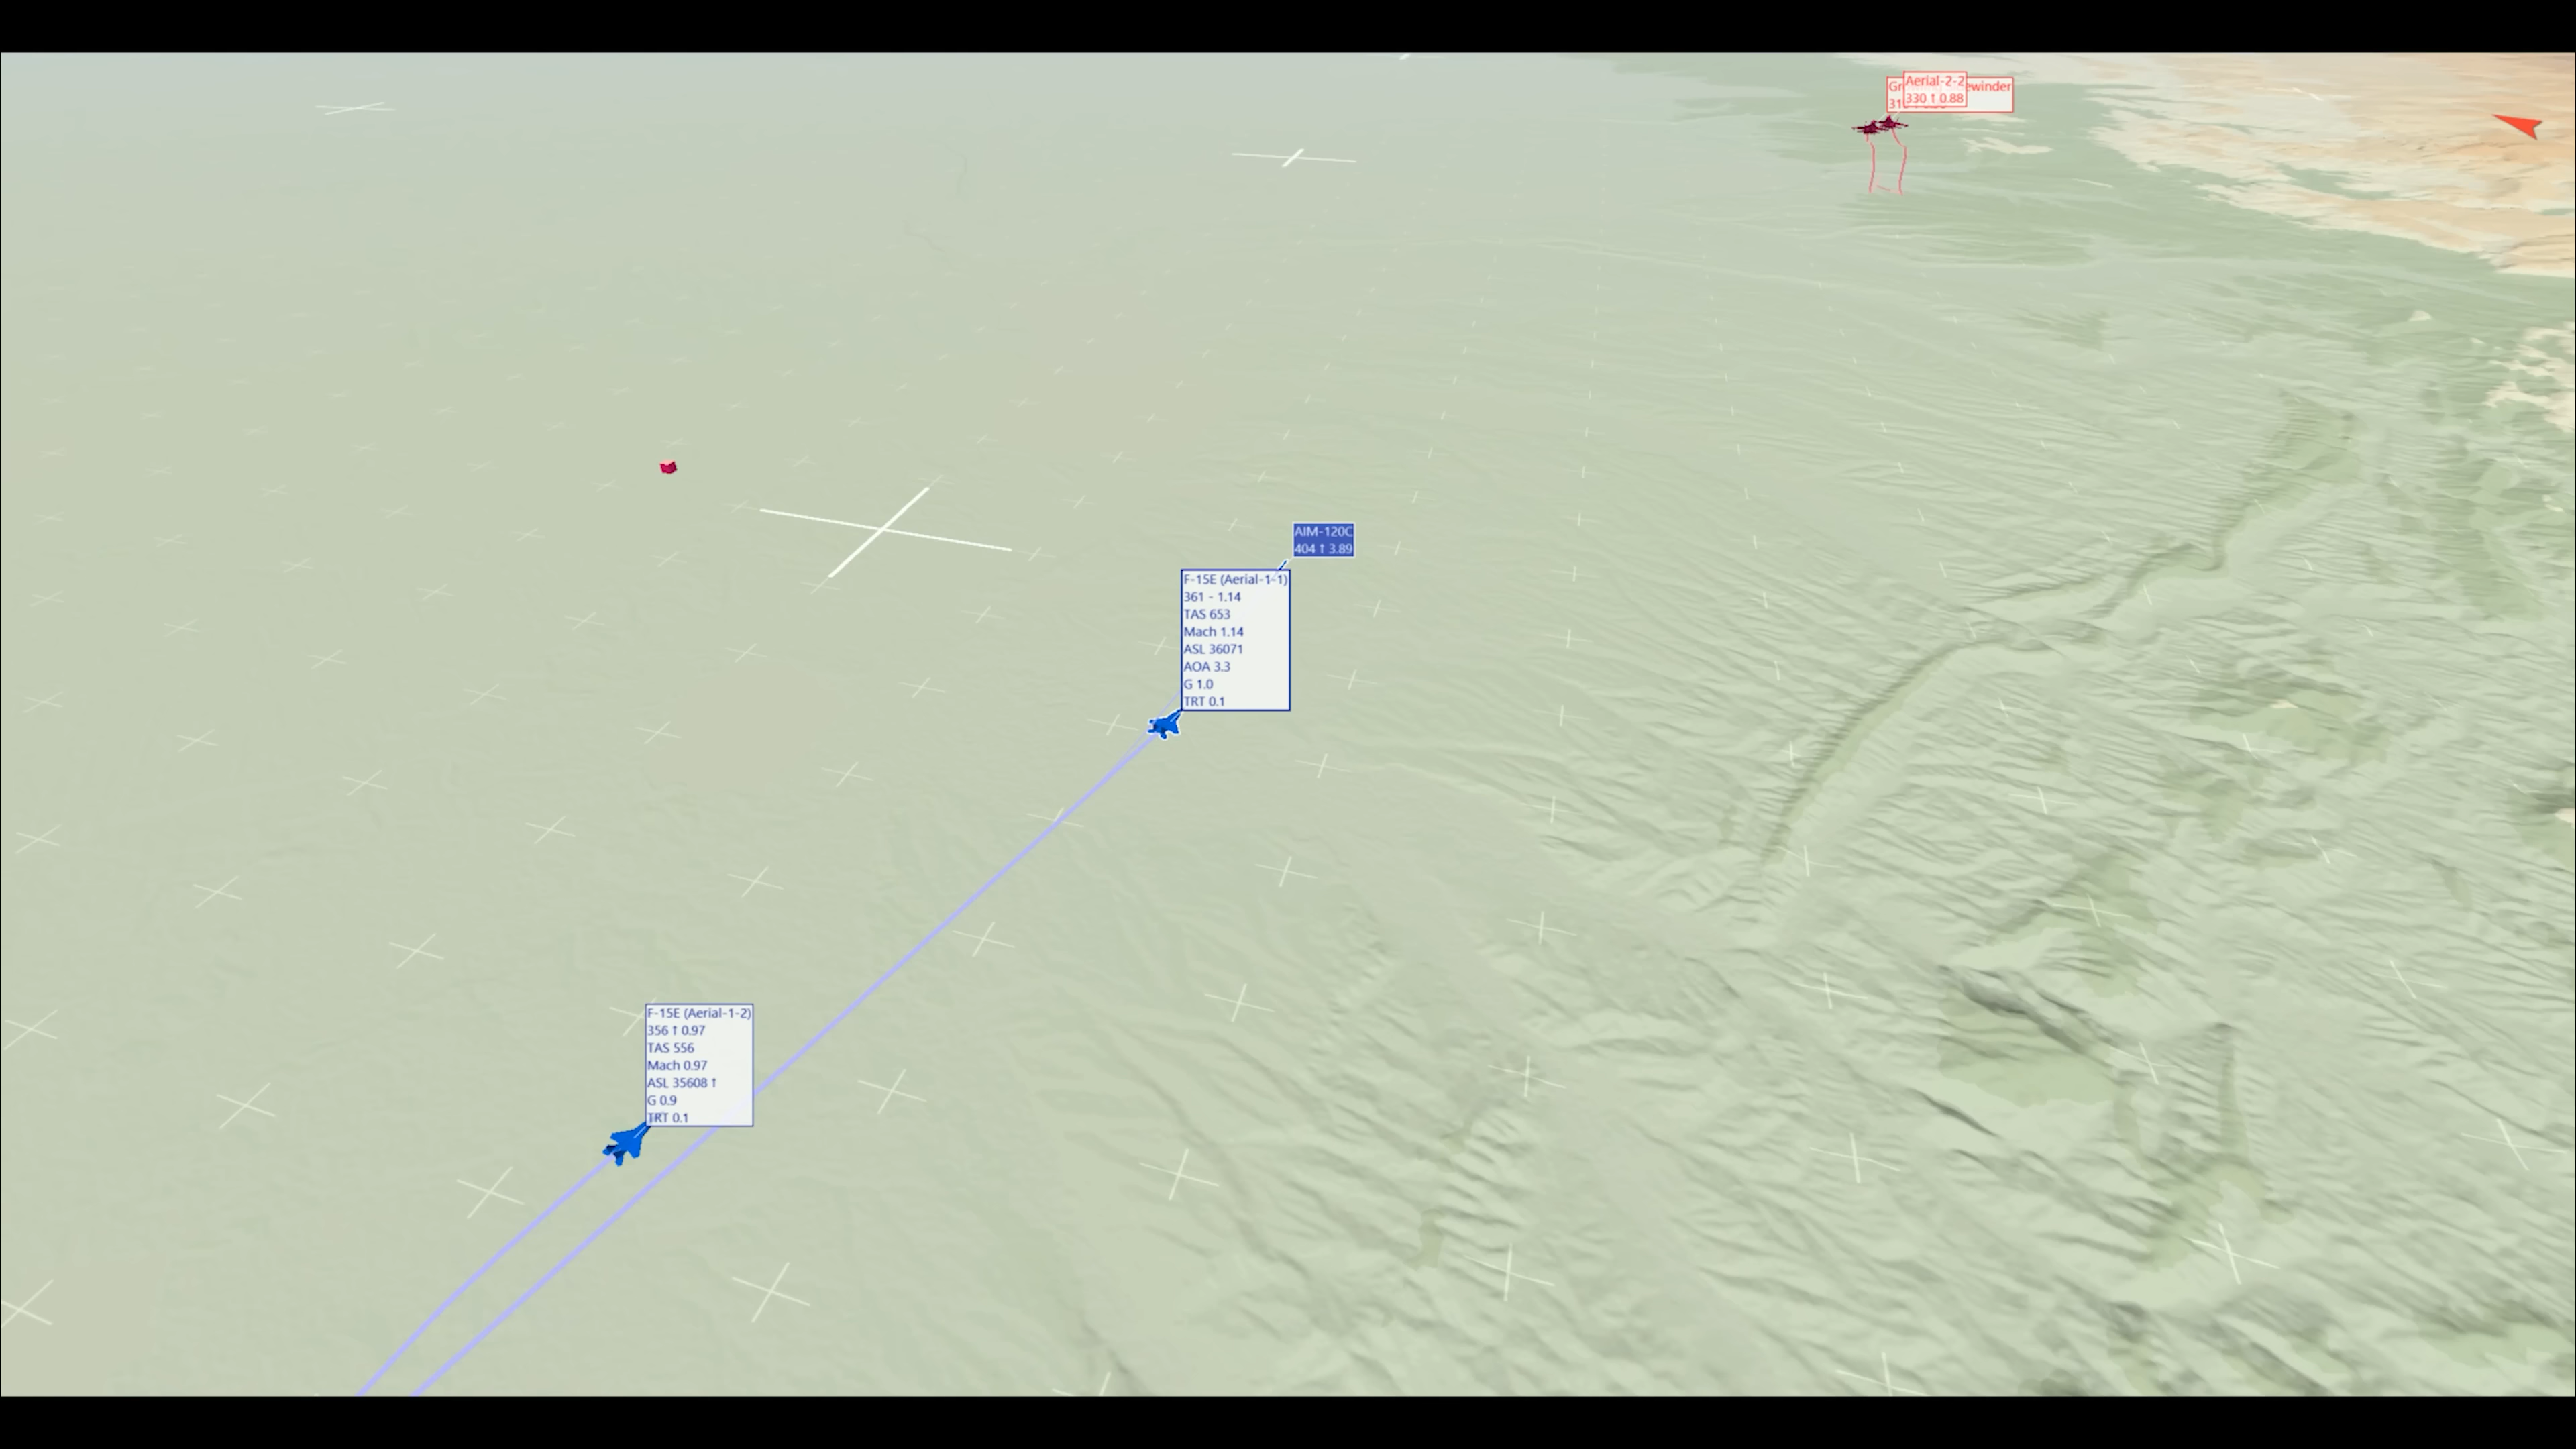 Aerial-2-2
ewinder
330 ↑ 0.88
AIM-120C
404 ↑ 3.89
F-15E (Aerial-1-1)
361 - 1.14
TAS 653
Mach 1.14
ASL 36071
AOA 3.3
G 1.0
TRT 0.1
F-15E (Aerial-1-2)
356 ↑ 0.97
TAS 556
Mach 0.97
ASL 35608 ↑
G 0.9
TRT 0.1